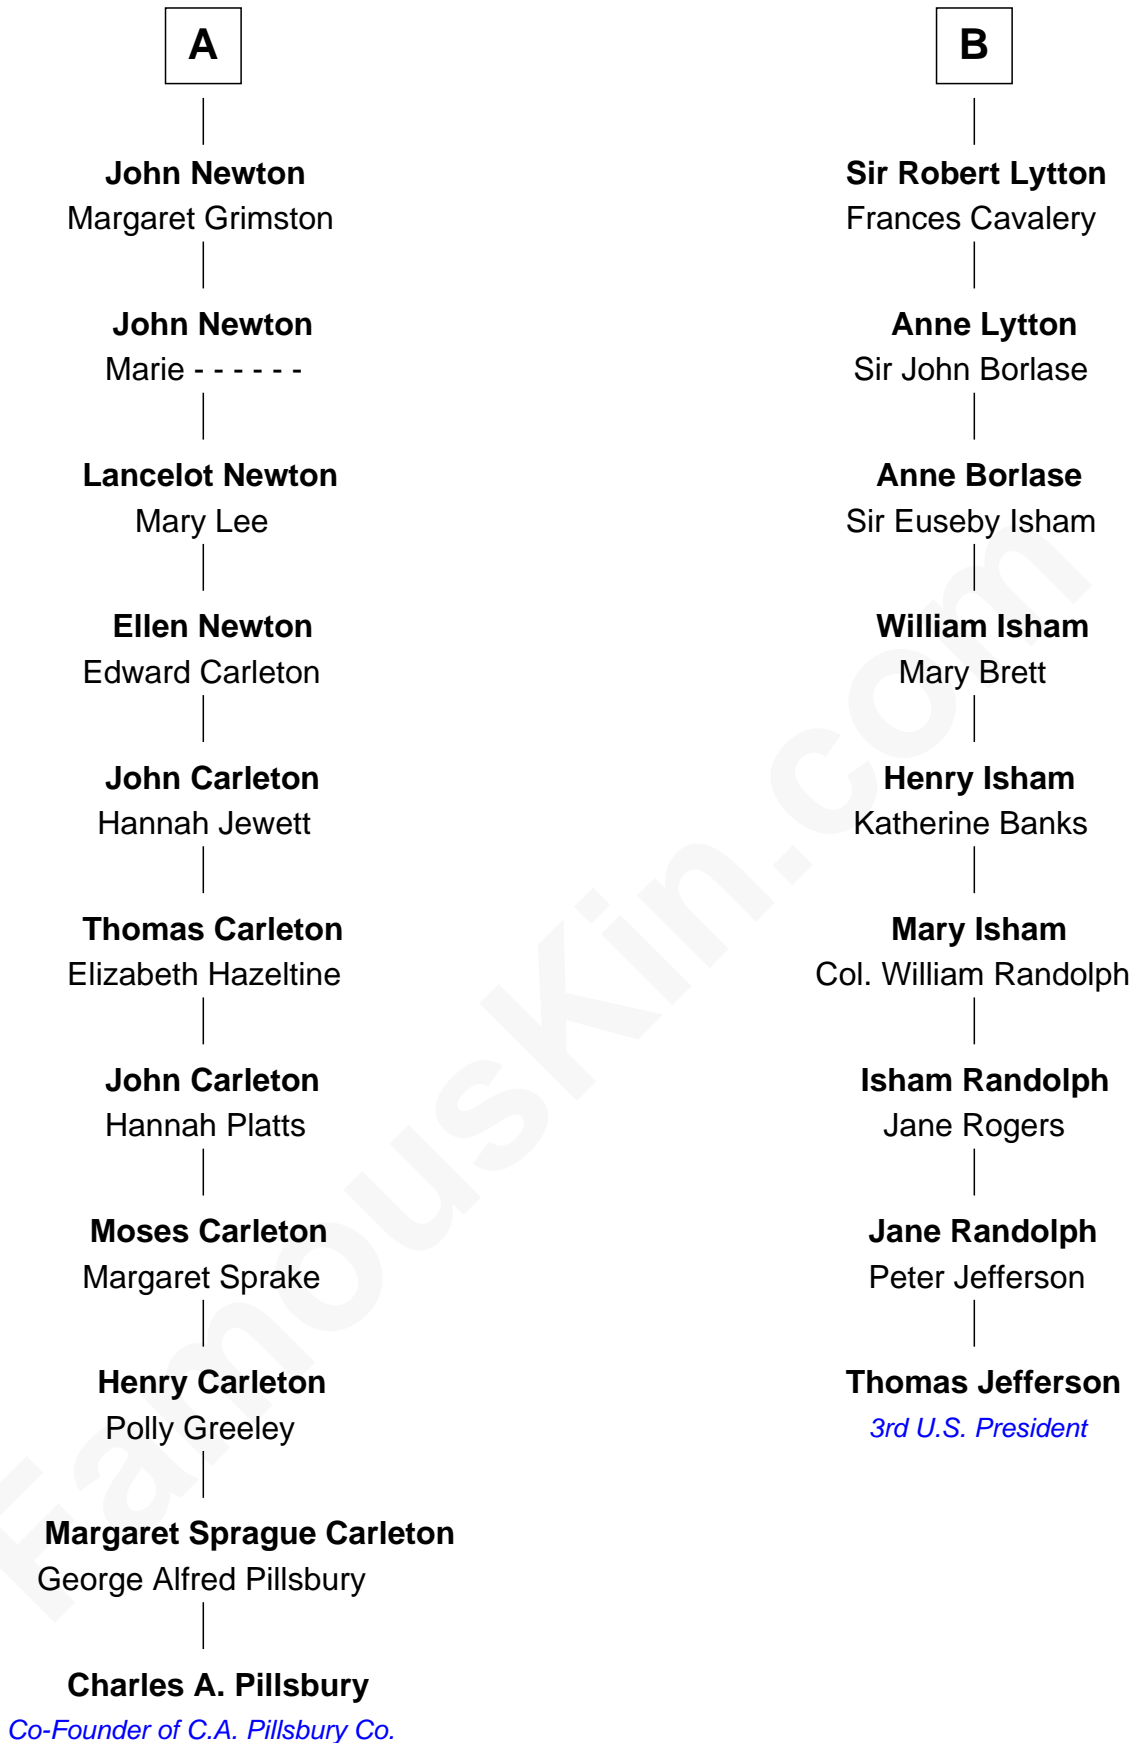 A
John Newton
Margaret Grimston
John Newton
Marie - - - - - -
Lancelot Newton
Mary Lee
Ellen Newton
Edward Carleton
John Carleton
Hannah Jewett
Thomas Carleton
Elizabeth Hazeltine
John Carleton
Hannah Platts
Moses Carleton
Margaret Sprake
Henry Carleton
Polly Greeley
Margaret Sprague Carleton
George Alfred Pillsbury
Charles A. Pillsbury
Co-Founder of C.A. Pillsbury Co.
B
Sir Robert Lytton
Frances Cavalery
Anne Lytton
Sir John Borlase
Anne Borlase
Sir Euseby Isham
William Isham
Mary Brett
Henry Isham
Katherine Banks
Mary Isham
Col. William Randolph
Isham Randolph
Jane Rogers
Jane Randolph
Peter Jefferson
Thomas Jefferson
3rd U.S. President
FamousKin.com